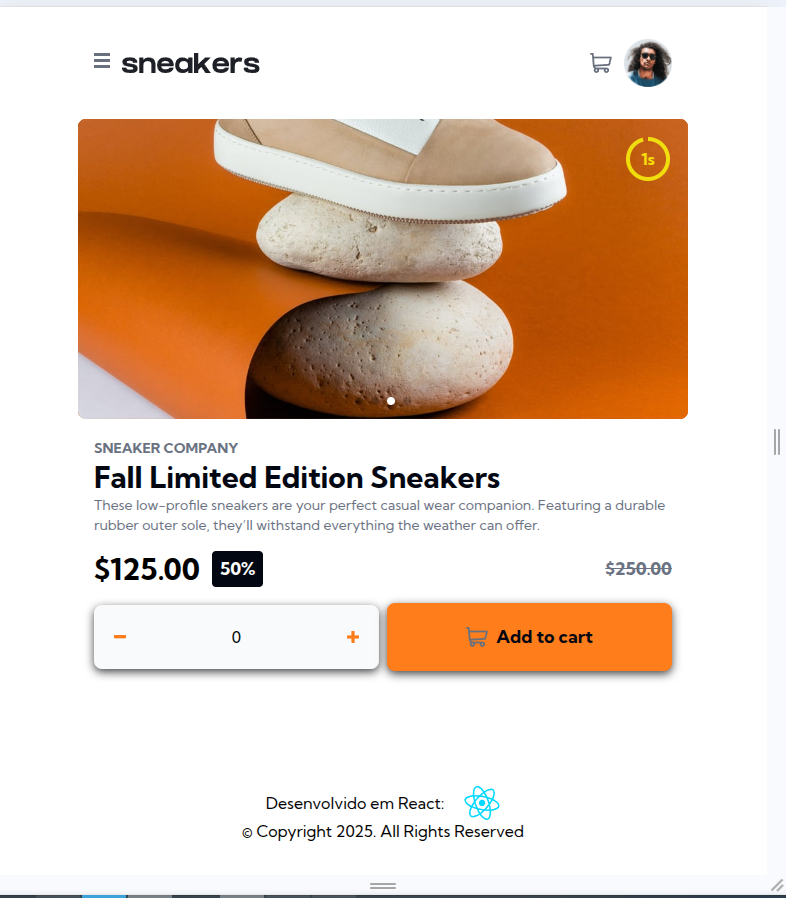 sneakers
1s
SNEAKER COMPANY
Fall Limited Edition Sneakers
These low-profile sneakers are your perfect casual wear companion. Featuring a durable
rubber outer sole, they’ll withstand everything the weather can offer.
$125.00 50% $250.00
0 Add to cart
Desenvolvido em React:
© Copyright 2025. All Rights Reserved